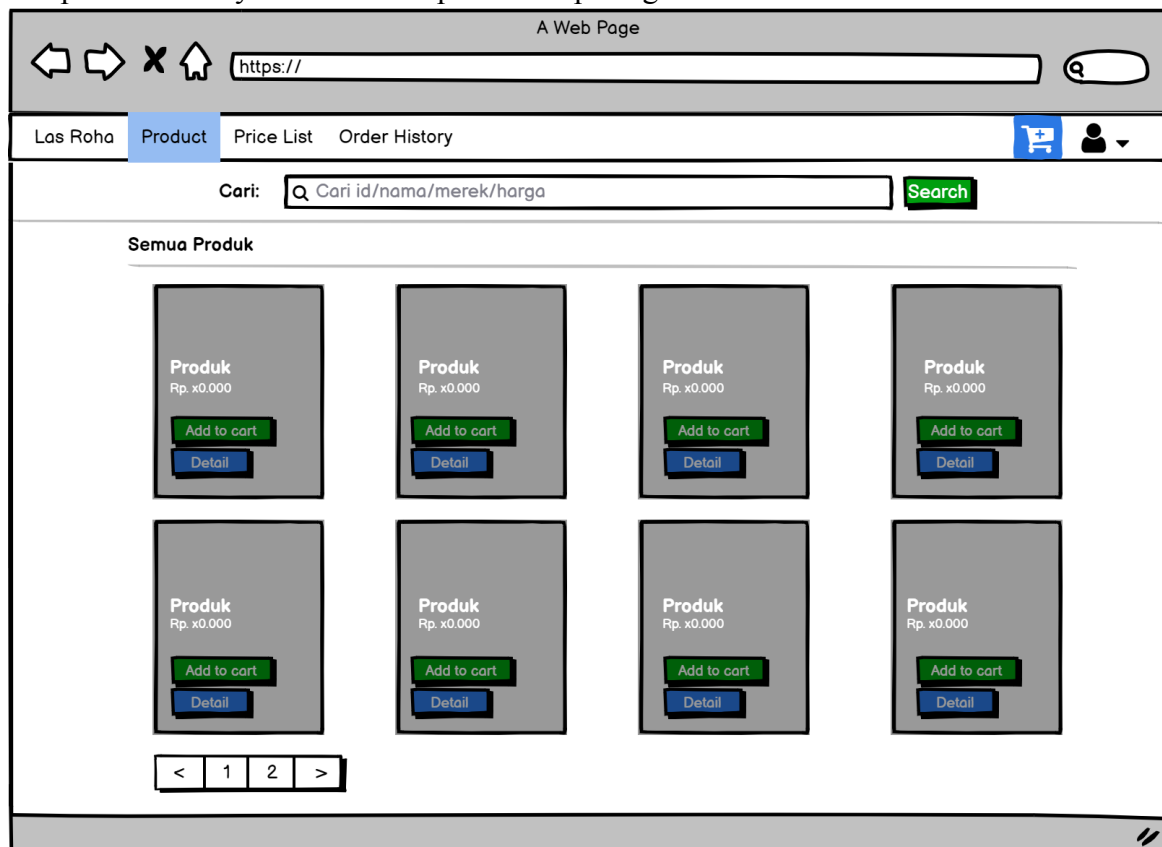 A Web Page
https://
Las Roha Product Price List Order History
Cari: Cari id/nama/merek/harga Search
Semua Produk
Produk Produk Produk Produk
Rp. x0.000 Rp. x0.000 Rp. x0.000 Rp. x0.000
Add to cart Add to cart Add to cart Add to cart
Detail Detail Detail Detail
Produk Produk Produk Produk
Rp. x0.000 Rp. x0.000 Rp. x0.000 Rp. x0.000
Add to cart Add to cart Add to cart Add to cart
Detail Detail Detail Detail
< 1 2 >